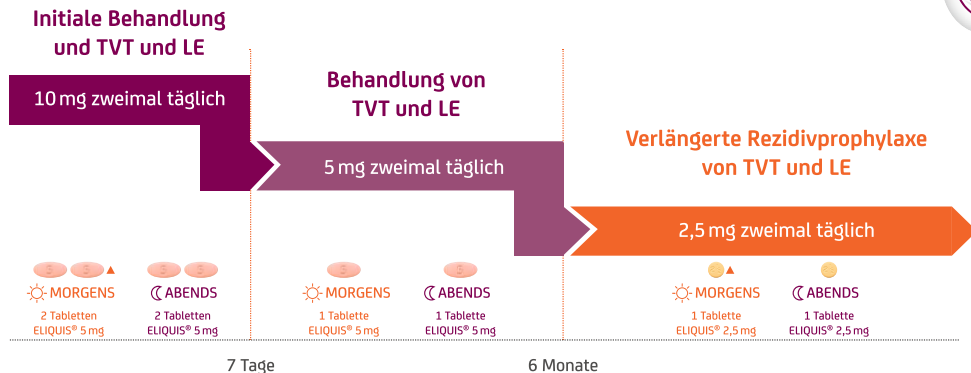 Initiale Behandlung
und TVT und LE
10 mg zweimal täglich
Behandlung von
TVT und LE
5 mg zweimal täglich
Verlängerte Rezidivprophylaxe
von TVT und LE
2,5 mg zweimal täglich
MORGENS
2 Tabletten
ELIQUIS® 5 mg
ABENDS
2 Tabletten
ELIQUIS® 5 mg
MORGENS
1 Tablette
ELIQUIS® 5 mg
ABENDS
1 Tablette
ELIQUIS® 5 mg
MORGENS
1 Tablette
ELIQUIS® 2,5 mg
ABENDS
1 Tablette
ELIQUIS® 2,5 mg
7 Tage
6 Monate